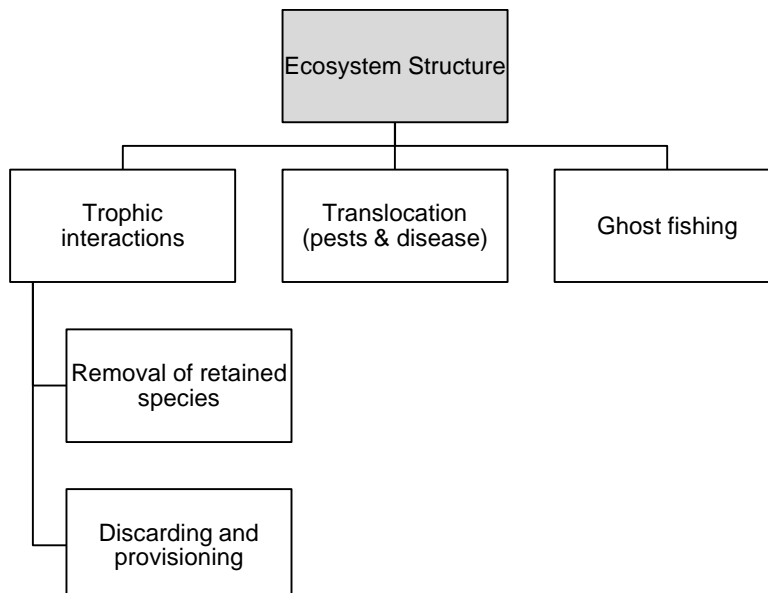 Ecosystem Structure
Trophic
interactions
Translocation
(pests & disease)
Ghost fishing
Removal of retained
species
Discarding and
provisioning